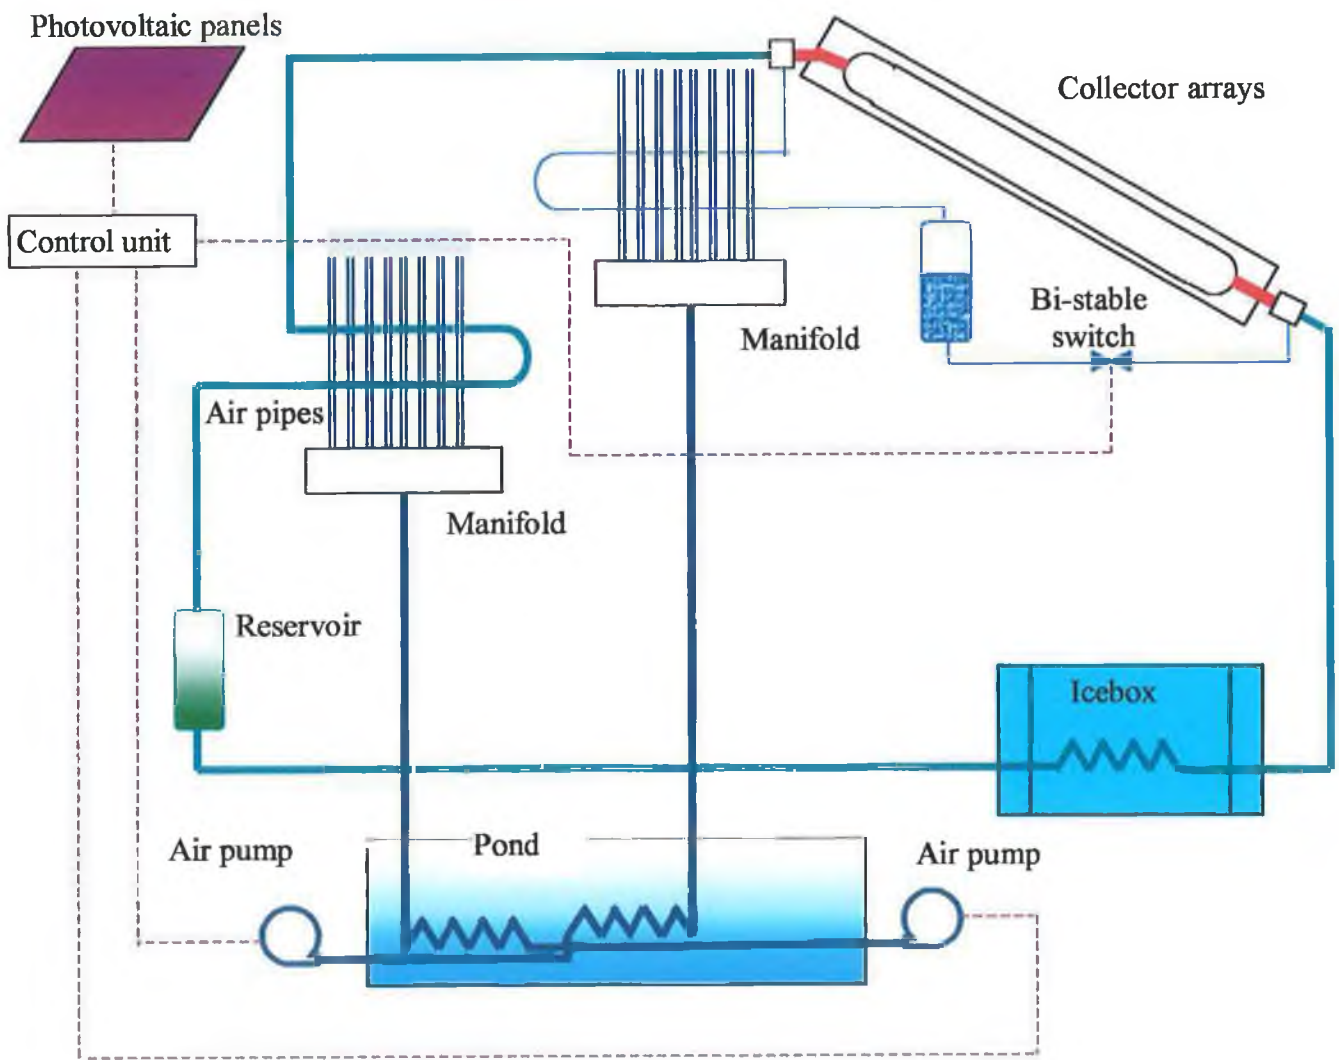 Photovoltaic panels
Collector arrays
Control unit
Bi-stable
switch
Manifold
Air pipes
Manifold
Reservoir
Icebox
Air pump
Pond
Air pump